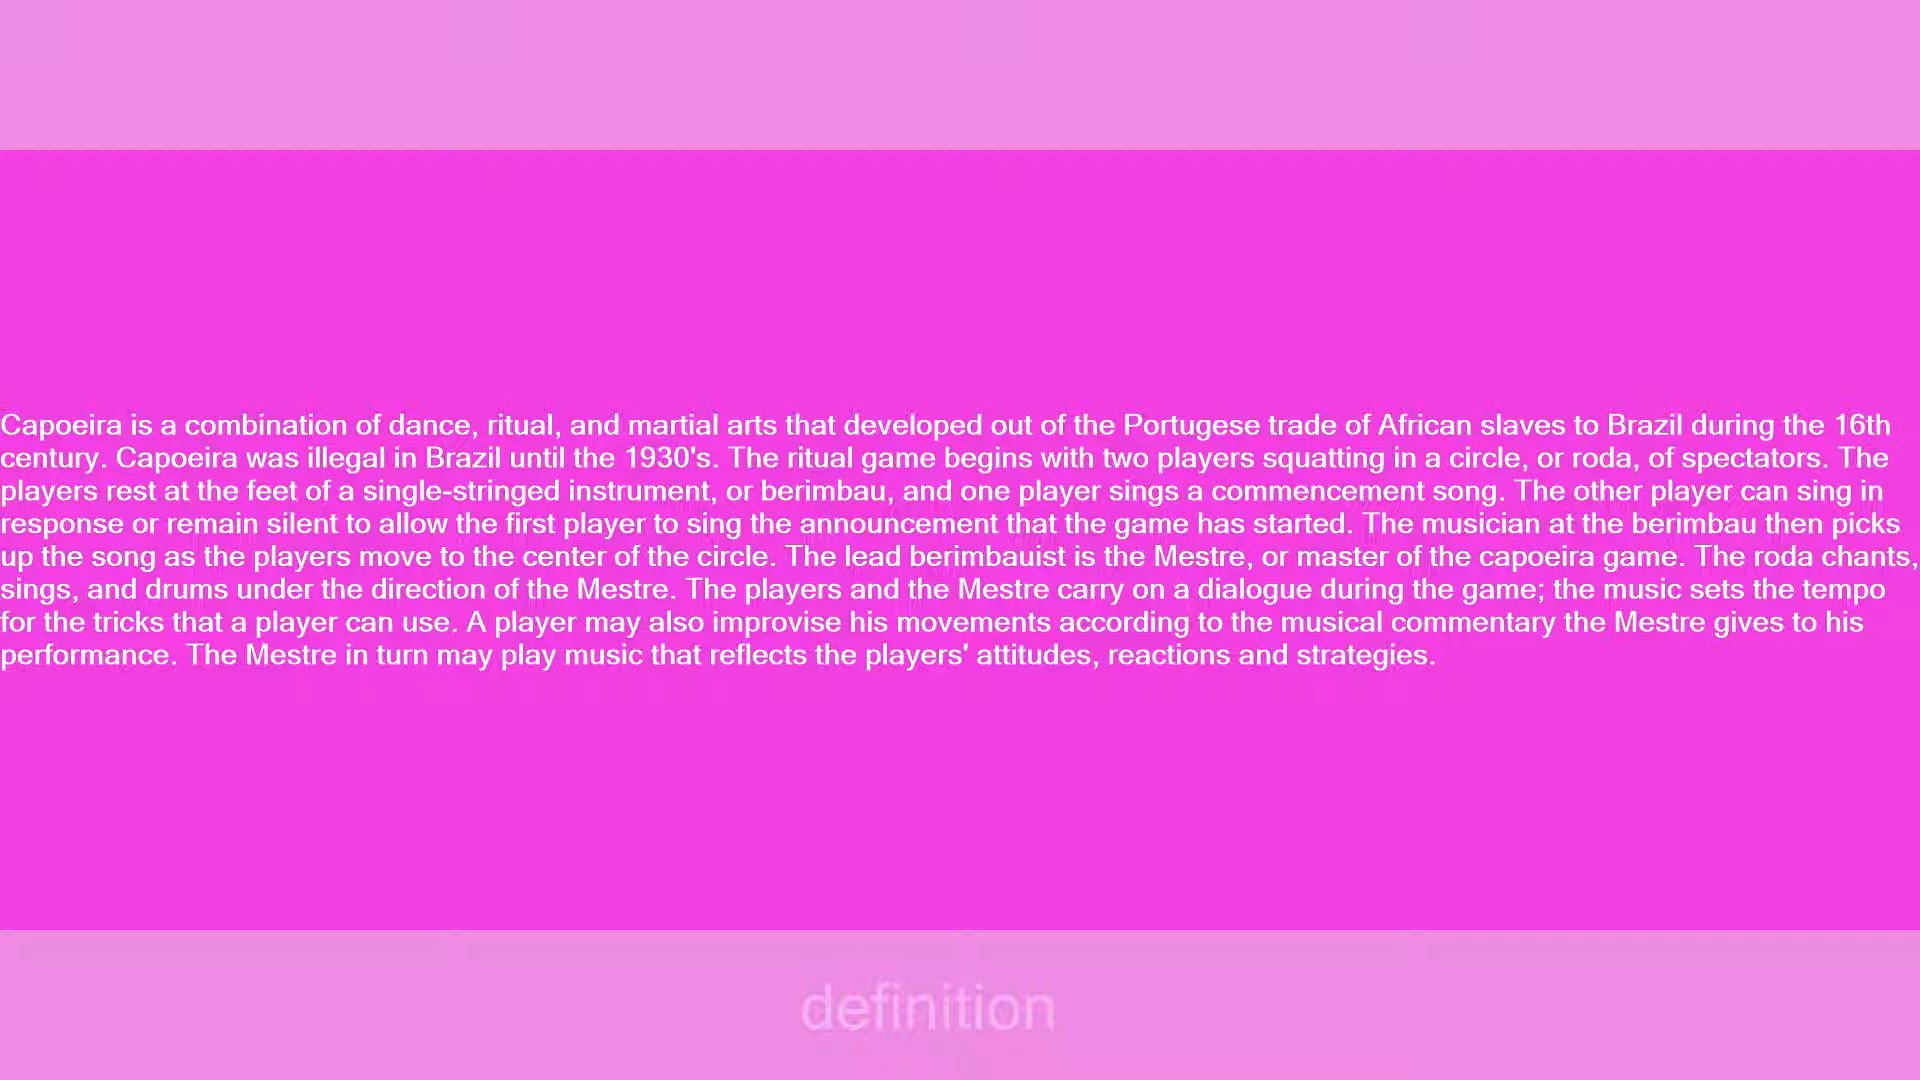 Capoeira is a combination of dance, ritual, and martial arts that developed out of the Portugese trade of African slaves to Brazil during the 16th
century. Capoeira was illegal in Brazil until the 1930's. The ritual game begins with two players squatting in a circle, or roda, of spectators. The
players rest at the feet of a single-stringed instrument, or berimbau, and one player sings a commencement song. The other player can sing in
response or remain silent to allow the first player to sing the announcement that the game has started. The musician at the berimbau then picks
up the song as the players move to the center of the circle. The lead berimbauist is the Mestre, or master of the capoeira game. The roda chants,
sings, and drums under the direction of the Mestre. The players and the Mestre carry on a dialogue during the game; the music sets the tempo
for the tricks that a player can use. A player may also improvise his movements according to the musical commentary the Mestre gives to his
performance. The Mestre in turn may play music that reflects the players' attitudes, reactions and strategies.
definition